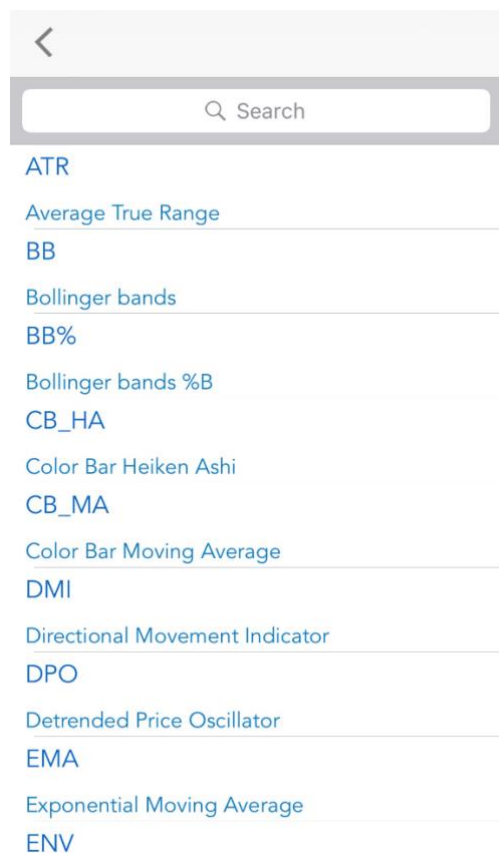 Search
ATR
Average True Range
BB
Bollinger bands
BB%
Bollinger bands %B
CB_HA
Color Bar Heiken Ashi
CB_MA
Color Bar Moving Average
DMI
Directional Movement Indicator
DPO
Detrended Price Oscillator
EMA
Exponential Moving Average
ENV